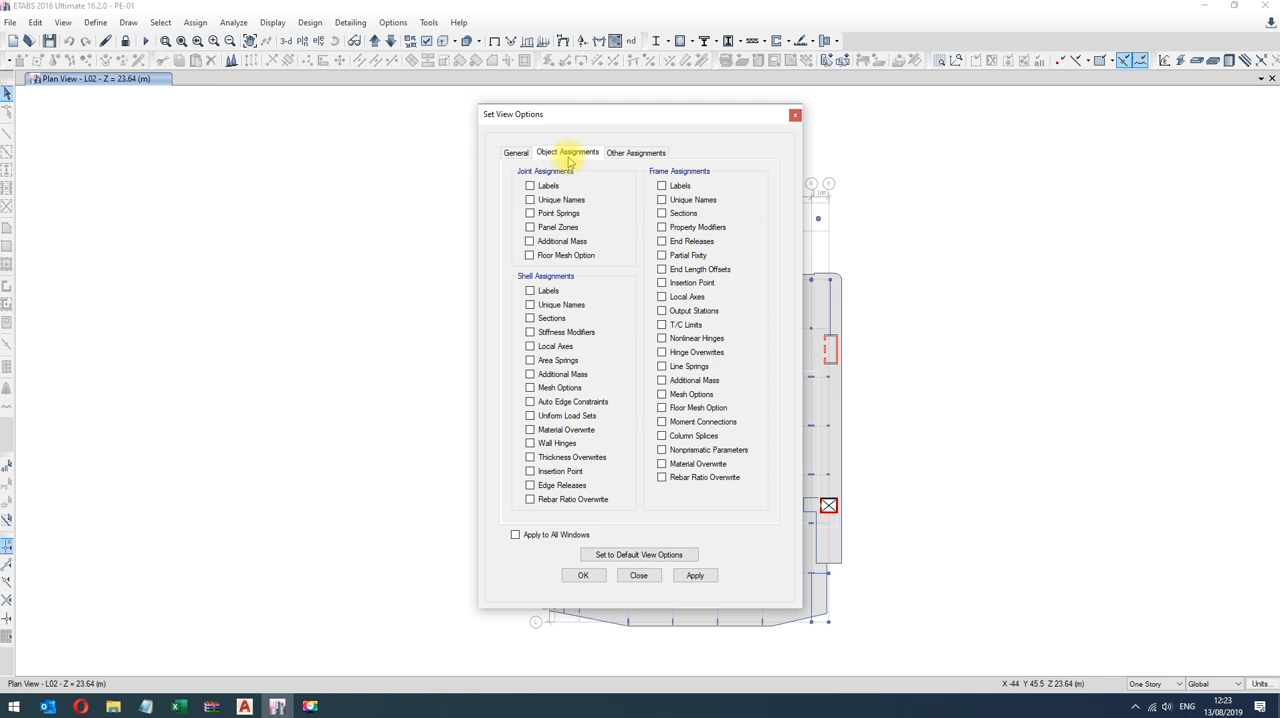 ETABS 2016 Ultimate 16.2.0 - PE-01
File Edit View Define Draw Select Assign Analyze Display Design Detailing Options Tools Help
3-d
nd
Plan View - L02 - Z = 23.64 (m)
Set View Options
x
General Object Assignments Other Assignments
Joint Assignments
Labels
Unique Names
Point Springs
Panel Zones
Additional Mass
Floor Mesh Option
Shell Assignments
Labels
Unique Names
Sections
Stiffness Modifiers
Local Axes
Area Springs
Additional Mass
Mesh Options
Auto Edge Constraints
Uniform Load Sets
Material Overwrite
Wall Hinges
Thickness Overwrites
Insertion Point
Edge Releases
Rebar Ratio Overwrite
Frame Assignments
Labels
Unique Names
Sections
Property Modifiers
End Releases
Partial Fixity
End Length Offsets
Insertion Point
Local Axes
Output Stations
T/C Limits
Nonlinear Hinges
Hinge Overwrites
Line Springs
Additional Mass
Mesh Options
Floor Mesh Option
Moment Connections
Column Splices
Nonprismatic Parameters
Material Overwrite
Rebar Ratio Overwrite
Apply to All Windows
Set to Default View Options
OK Close Apply
(m)
Plan View - L02 - Z = 23.64 (m)
X -44 Y 45.5 Z 23.64 (m)
One Story Global Units...
ENG
12:23
13/08/2019